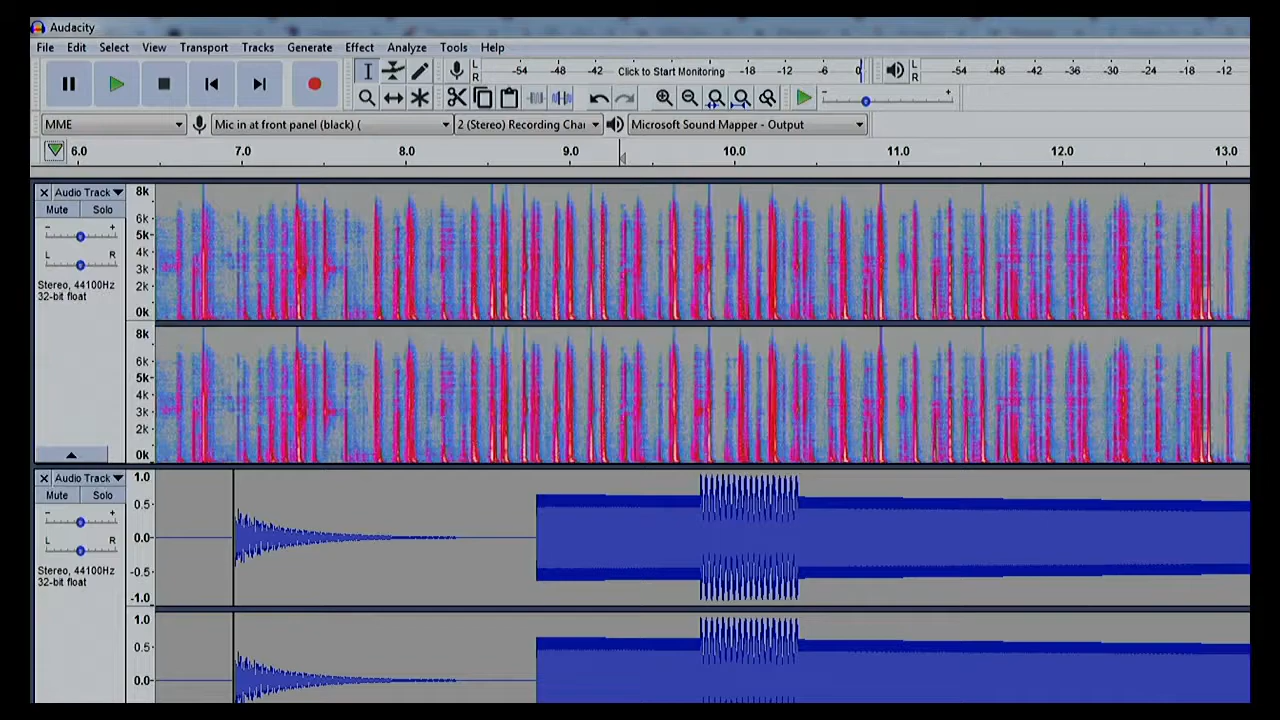 Audacity
File Edit Select View Transport Tracks Generate Effect Analyze Tools Help
L
R
-54 -48 -42 Click to Start Monitoring -18 -12 -6 0
L
R
-54 -48 -42 -36 -30 -24 -18 -12
MME
Mic in at front panel (black) (
2 (Stereo) Recording Chai
Microsoft Sound Mapper - Output
6.0 7.0 8.0 9.0 10.0 11.0 12.0 13.0
Audio Track
Mute Solo
- +
L R
Stereo, 44100Hz
32-bit float
8k
6k
5k
4k
3k
2k
0k
8k
6k
5k
4k
3k
2k
0k
Audio Track
Mute Solo
- +
L R
Stereo, 44100Hz
32-bit float
1.0
0.5
0.0
-0.5
-1.0
1.0
0.5
0.0